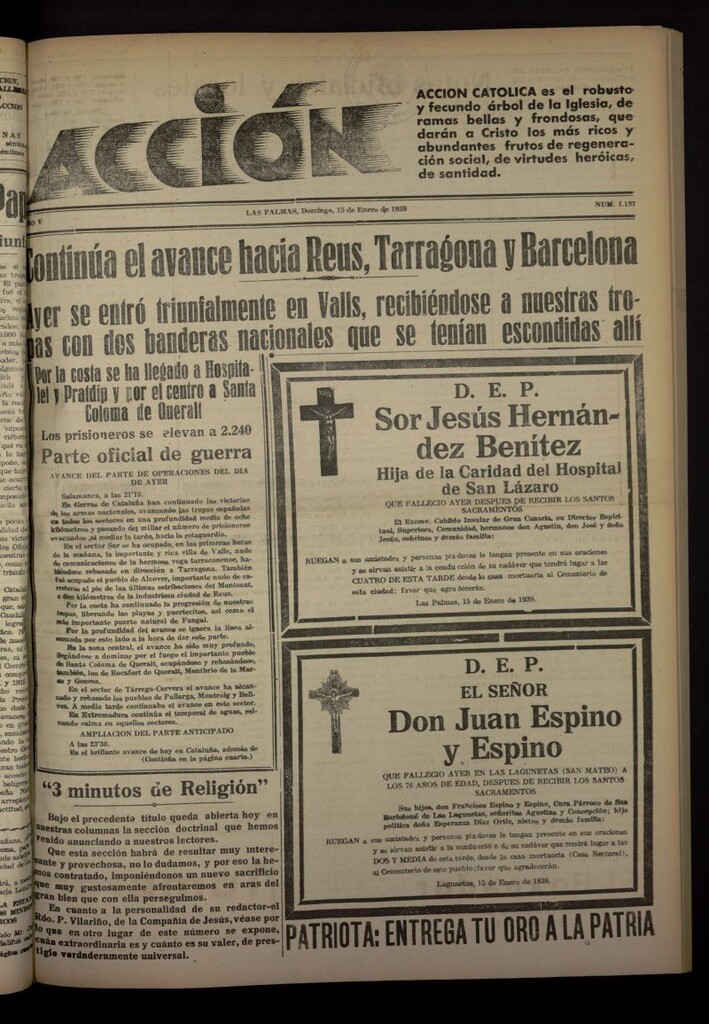 ACCIÓN
ACCION CATOLICA es el robusto
y fecundo árbol de la Iglesia, de
ramas bellas y frondosas, que
darán a Cristo los más ricos y
abundantes frutos de regenera-
ción social, de virtudes heróicas,
de santidad.
LAS PALMAS, Domingo, 15 de Enero de 1939
NUM. 1.197
Continúa el avance hacia Reus, Tarragona y Barcelona
Ayer se entró triunfalmente en Valls, recibiéndose a nuestras tro-
pas con dos banderas nacionales que se tenían escondidas allí
Por la costa se ha llegado a Hospita-
let y Pratdip y por el centro a Santa
Coloma de Queralt
Los prisioneros se elevan a 2.240
Parte oficial de guerra
AVANCE DEL PARTE DE OPERACIONES DEL DIA
DE AYER
Salamanca, a las 21'10.
En tierras de Cataluña han continuado las victorias
de las armas nacionales, avanzando las tropas españolas
en todos los sectores en una profundidad media de ocho
kilómetros y pasando del millar el número de prisioneros
evacuados al mediar la tarde, hacia la retaguardia.
En el sector Sur se ha ocupado, en las primeras horas
de la mañana, la importante y rica villa de Valls, nudo
de comunicaciones de la hermosa vega tarraconense, ha-
biéndose rebasado en dirección a Tarragona. También
fué ocupado el pueblo de Alcover, importante nudo de ca-
rreteras al pie de las últimas estribaciones del Montsant,
a diez kilómetros de la industriosa ciudad de Reus.
Por la costa ha continuado la progresión de nuestras
tropas, liberando las playas y puertecitos, así como el
más importante puerto natural de Fangal.
Por la profundidad del avance se ignora la línea al-
canzada por este lado a la hora de dar este parte.
En la zona central, el avance ha sido muy profundo,
llegándose a dominar por el fuego el importante pueblo
de Santa Coloma de Queralt, ocupándose y rebasándose,
también, los de Rocafort de Queralt, Montbrío de la Mar-
ca y Conesa.
En el sector de Tárrega-Cervera el avance ha alcan-
zado y rebasado los pueblos de Pallarga, Montroig y Bell-
ves. A media tarde continuaba el avance en este sector.
En Extremadura continúa el temporal de aguas, rei-
nando calma en aquellos sectores.
AMPLIACION DEL PARTE ANTICIPADO
A las 23'30.
En el brillante avance de hoy en Cataluña, además de
(Continúa en la página cuarta.)
"3 minutos de Religión"
Bajo el precedente título queda abierta hoy en
nuestras columnas la sección doctrinal que hemos
venido anunciando a nuestros lectores.
Que esta sección habrá de resultar muy intere-
sante y provechosa, no lo dudamos, y por eso la he-
mos contratado, imponiéndonos un nuevo sacrificio
que muy gustosamente afrontaremos en aras del
gran bien que con ella perseguimos.
En cuanto a la personalidad de su redactor-el
Rdo. P. Vilariño, de la Compañía de Jesús, véase por
lo que en otro lugar de este número se expone,
cuán extraordinaria es y cuánto es su valer, de pres-
tigio verdaderamente universal.
D. E. P.
Sor Jesús Hernán-
dez Benítez
Hija de la Caridad del Hospital
de San Lázaro
QUE FALLECIO AYER DESPUES DE RECIBIR LOS SANTOS
SACRAMENTOS
El Excmo. Cabildo Insular de Gran Canaria, su Director Espiri-
tual, Superiora, Comunidad, hermanos don Agustín, don José y doña
Jesús, sobrinos y demás familia:
RUEGAN a sus amistades y personas piadosas le tengan presente en sus oraciones
y se sirvan asistir a la conducción de su cadáver que tendrá lugar a las
CUATRO DE ESTA TARDE desde la casa mortuoria al Cementerio de
esta ciudad; favor que agradecerán.
Las Palmas, 15 de Enero de 1939.
D. E. P.
EL SEÑOR
Don Juan Espino
y Espino
QUE FALLECIO AYER EN LAS LAGUNETAS (SAN MATEO) A
LOS 76 AÑOS DE EDAD, DESPUES DE RECIBIR LOS SANTOS
SACRAMENTOS
Sus hijos, don Francisco Espino y Espino, Cura Párroco de San
Bartolomé de Las Lagunetas, señoritas Agustina y Concepción; hija
política doña Esperanza Díaz Ortiz, nietos y demás familia:
RUEGAN a sus amistades y personas piadosas le tengan presente en sus oraciones
y se sirvan asistir a la conducción de su cadáver que tendrá lugar a las
DOS Y MEDIA de esta tarde, desde la casa mortuoria (Casa Rectoral),
al Cementerio de este pueblo; favor que agradecerán.
Lagunetas, 15 de Enero de 1839.
PATRIOTA: ENTREGA TU ORO A LA PATRIA